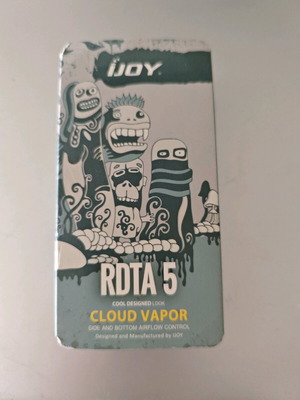 iJOY
RDTA 5
COOL DESIGNED LOOK
CLOUD VAPOR
SIDE AND BOTTOM AIRFLOW CONTROL
Designed and Manufactured by IJOY